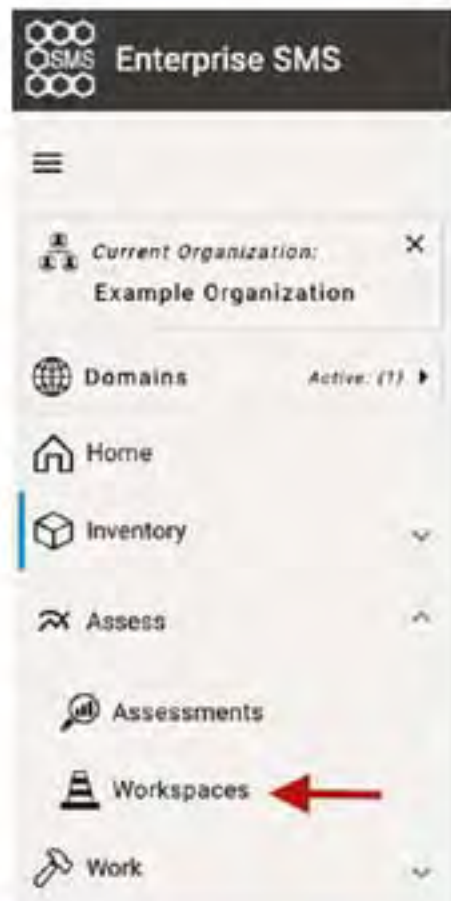 SMS Enterprise SMS
Current Organization:
Example Organization
Domains Active: (1)
Home
Inventory
Assess
Assessments
Workspaces
Work